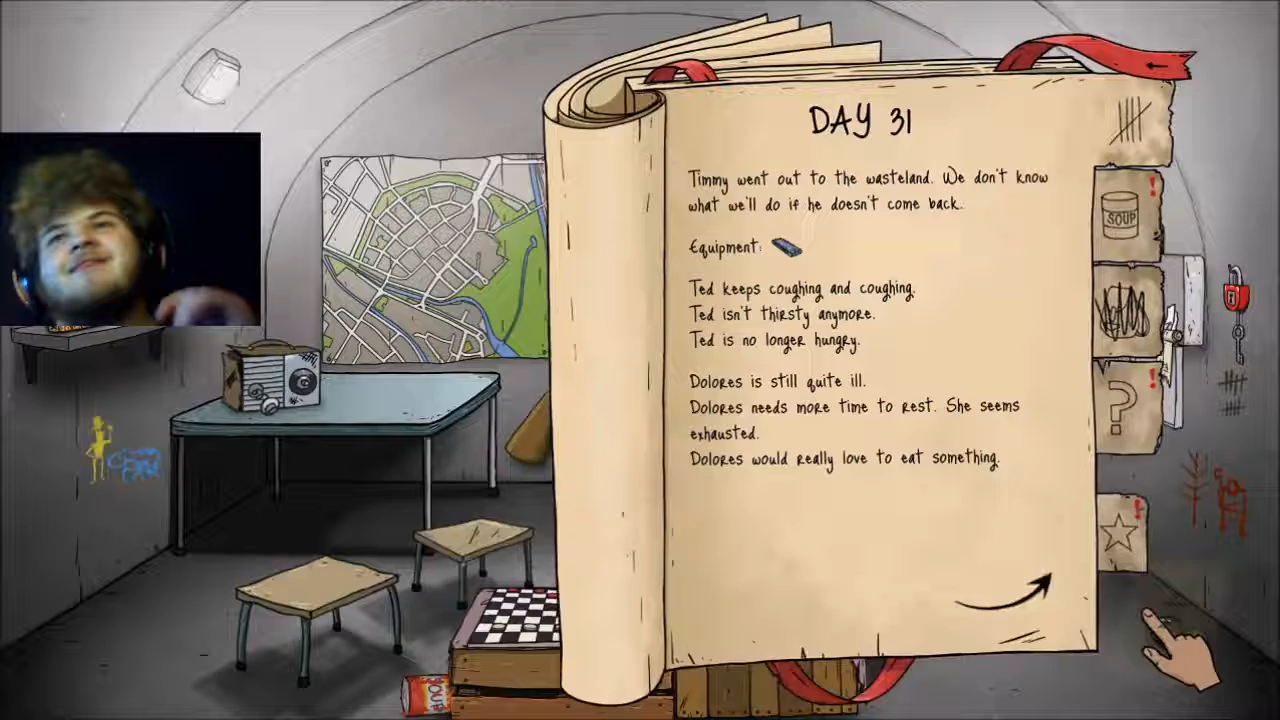 DAY 31
Timmy went out to the wasteland. We don't know
what we'll do if he doesn't come back.
Equipment:
Ted keeps coughing and coughing.
Ted isn't thirsty anymore.
Ted is no longer hungry.
Dolores is still quite ill.
Dolores needs more time to rest. She seems
exhausted.
Dolores would really love to eat something.
!
SOUP
!
?
!
SOUP